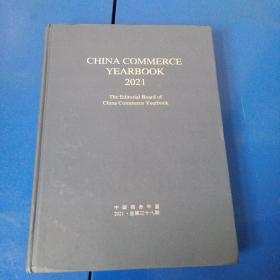 CHINA COMMERCE
YEARBOOK
2021
The Editorial Board of
China Commerce Yearbook
中国商务年鉴
2021·总第三十八期